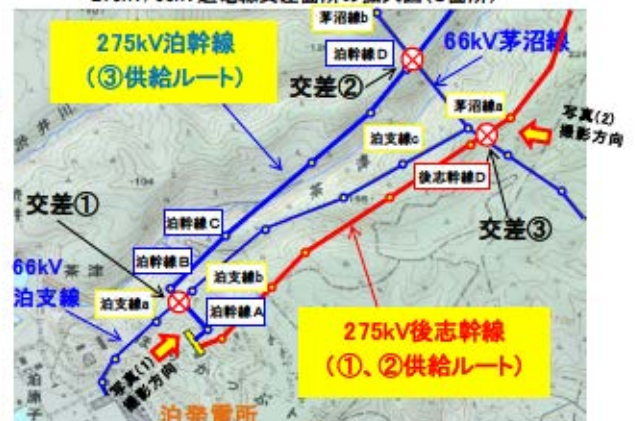 茅沼線b
275kV泊幹線
(③供給ルート)
泊幹線D
66kV茅沼線
交差②
茅沼線a
写真(2)
撮影方向
泊支線c
茶津
後志幹線D
交差①
泊幹線C
交差③
泊幹線B
66kV
泊支線
茶津
泊支線b
泊支線a
泊幹線A
275kV後志幹線
(①、②供給ルート)
写真(1)
撮影方向
泊発電所